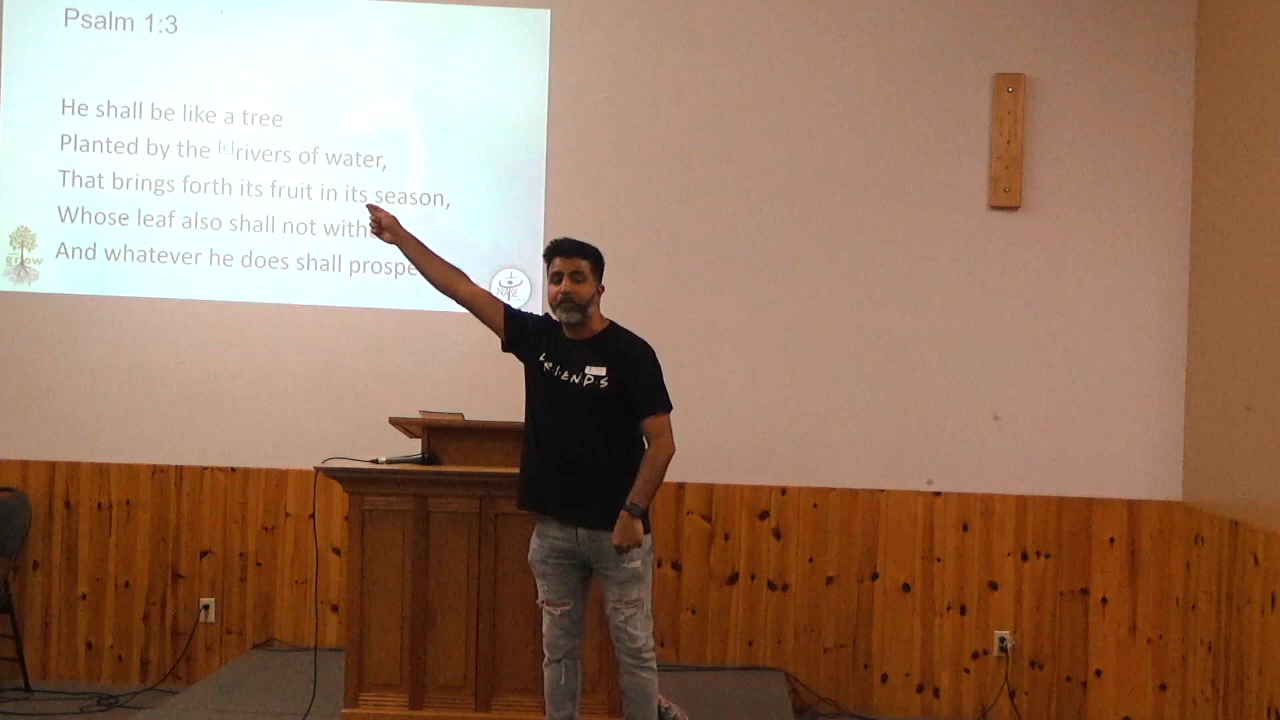 Psalm 1:3
He shall be like a tree
Planted by the [c]rivers of water,
That brings forth its fruit in its season,
Whose leaf also shall not with
And whatever he does shall prospe
grow
FRIENDS